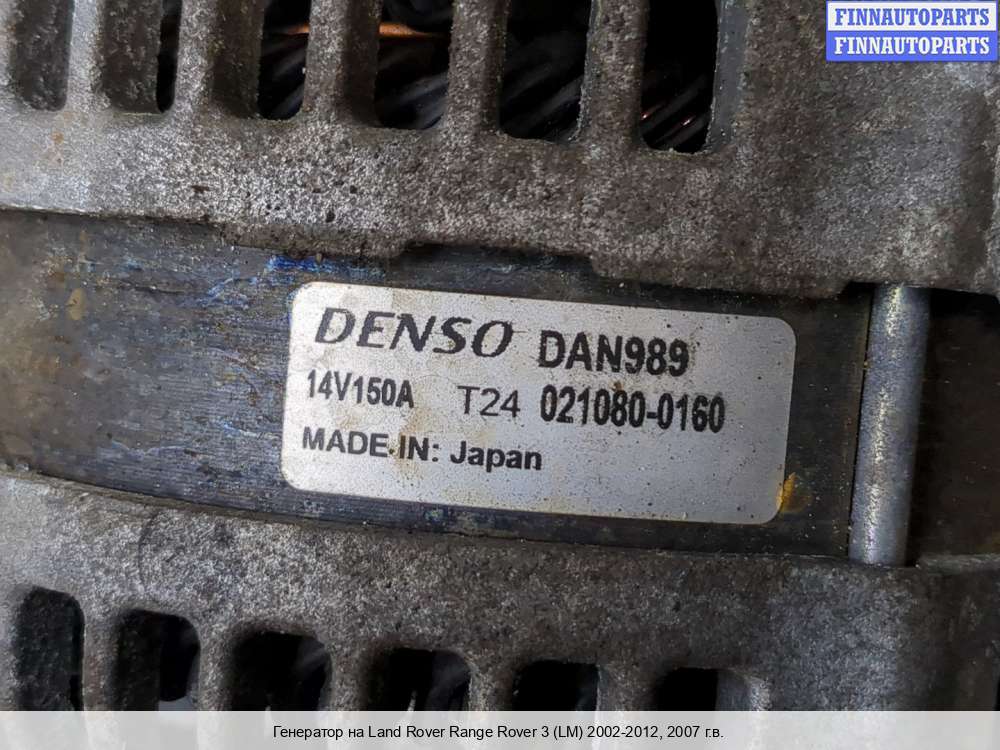 FINNAUTOPARTS
FINNAUTOPARTS
DENSO DAN989
14V150A T24 021080-0160
MADE IN: Japan
Генератор на Land Rover Range Rover 3 (LM) 2002-2012, 2007 г.в.